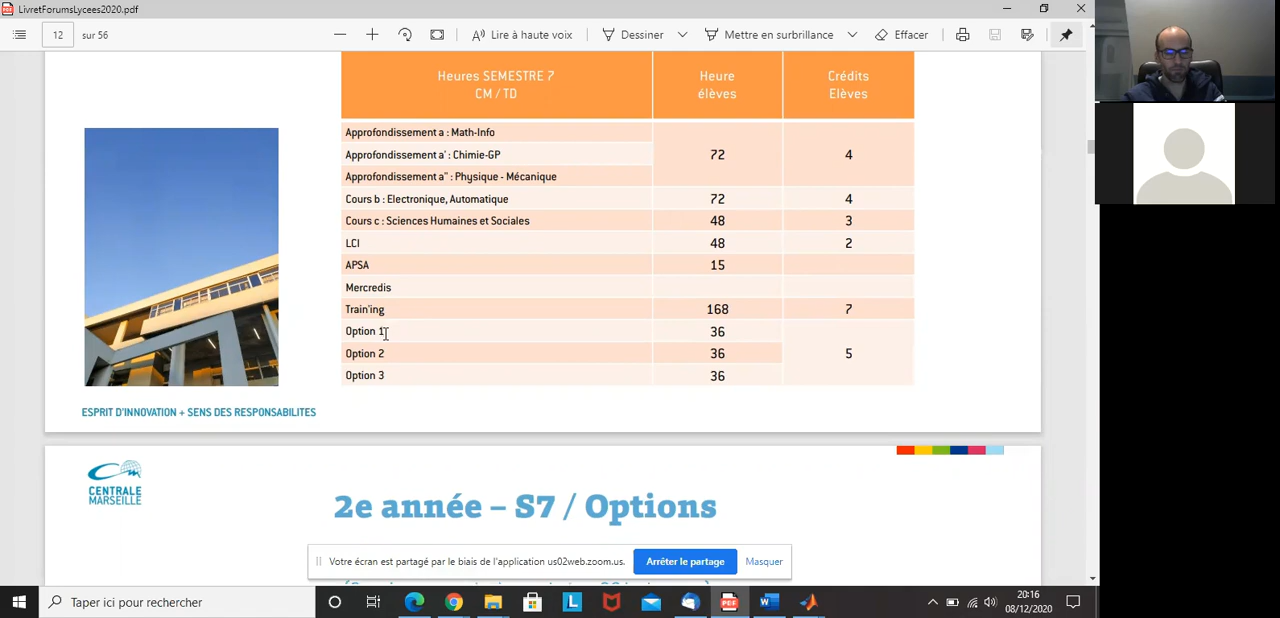 LivretForumsLycees2020.pdf
12 sur 56
Lire à haute voix
Dessiner
Mettre en surbrillance
Effacer
Heures SEMESTRE 7
CM / TD
Heure
élèves
Crédits
Elèves
Approfondissement a : Math-Info
Approfondissement a' : Chimie-GP
72 4
Approfondissement a" : Physique - Mécanique
Cours b : Electronique, Automatique 72 4
Cours c : Sciences Humaines et Sociales 48 3
LCI 48 2
APSA 15
Mercredis
Train'ing 168 7
Option 1 36
Option 2 36 5
Option 3 36
ESPRIT D'INNOVATION + SENS DES RESPONSABILITES
CENTRALE
MARSEILLE
2e année – S7 / Options
Votre écran est partagé par le biais de l'application us02web.zoom.us.
Arrêter le partage
Masquer
Taper ici pour rechercher
20:16
08/12/2020